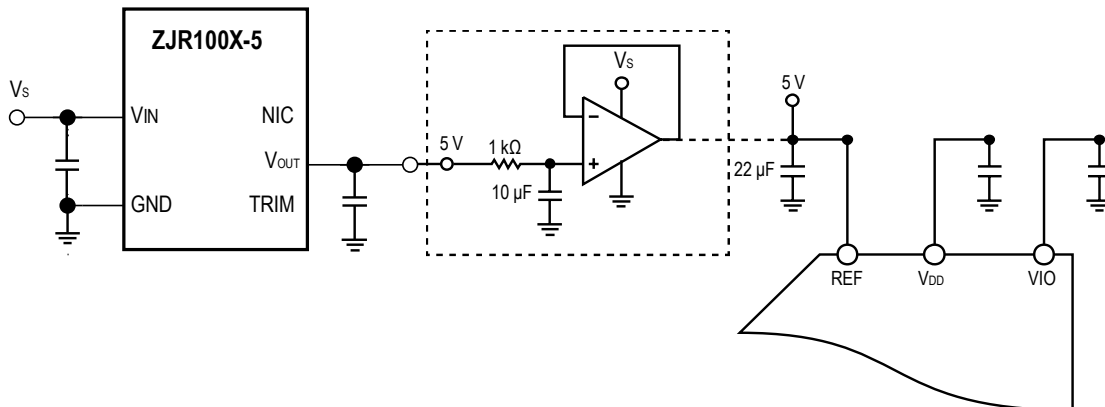 ZJR100X-5
VS
VIN
NIC
VOUT
GND
TRIM
5 V
1 kΩ
10 µF
VS
−
+
5 V
22 µF
REF
VDD
VIO